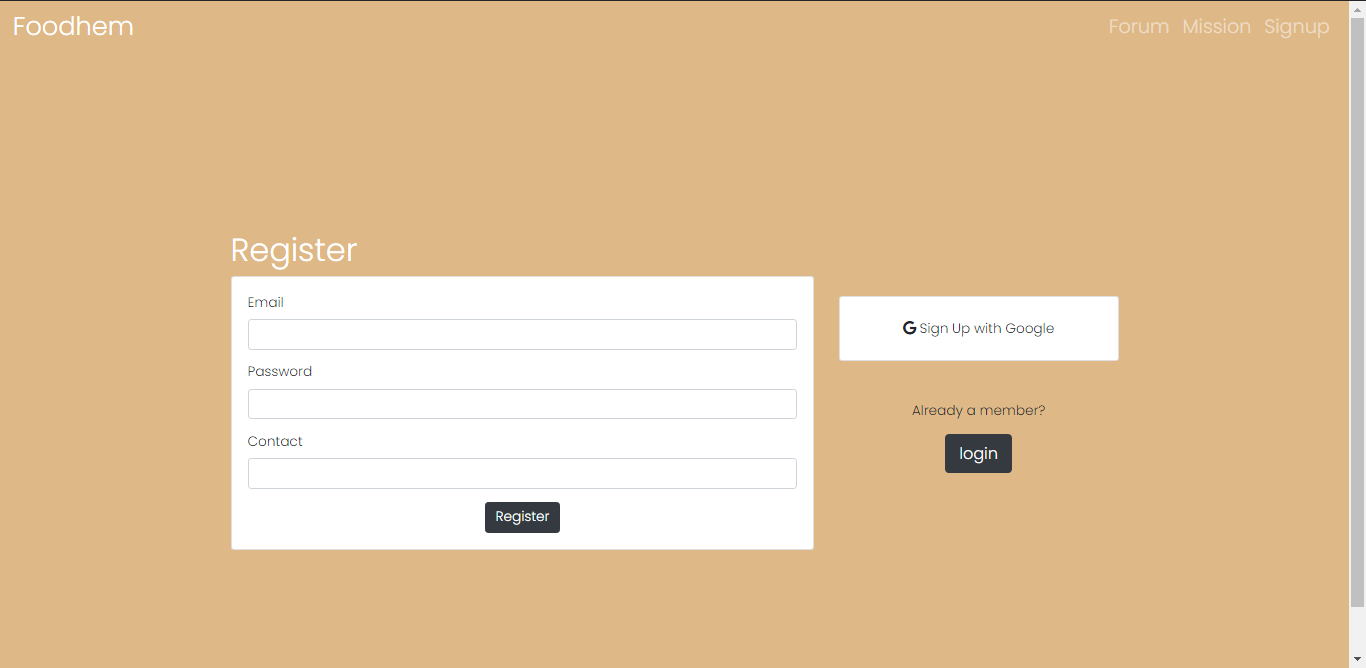 Foodhem
Forum Mission Signup
Register
Email
Password
Contact
Register
G Sign Up with Google
Already a member?
login